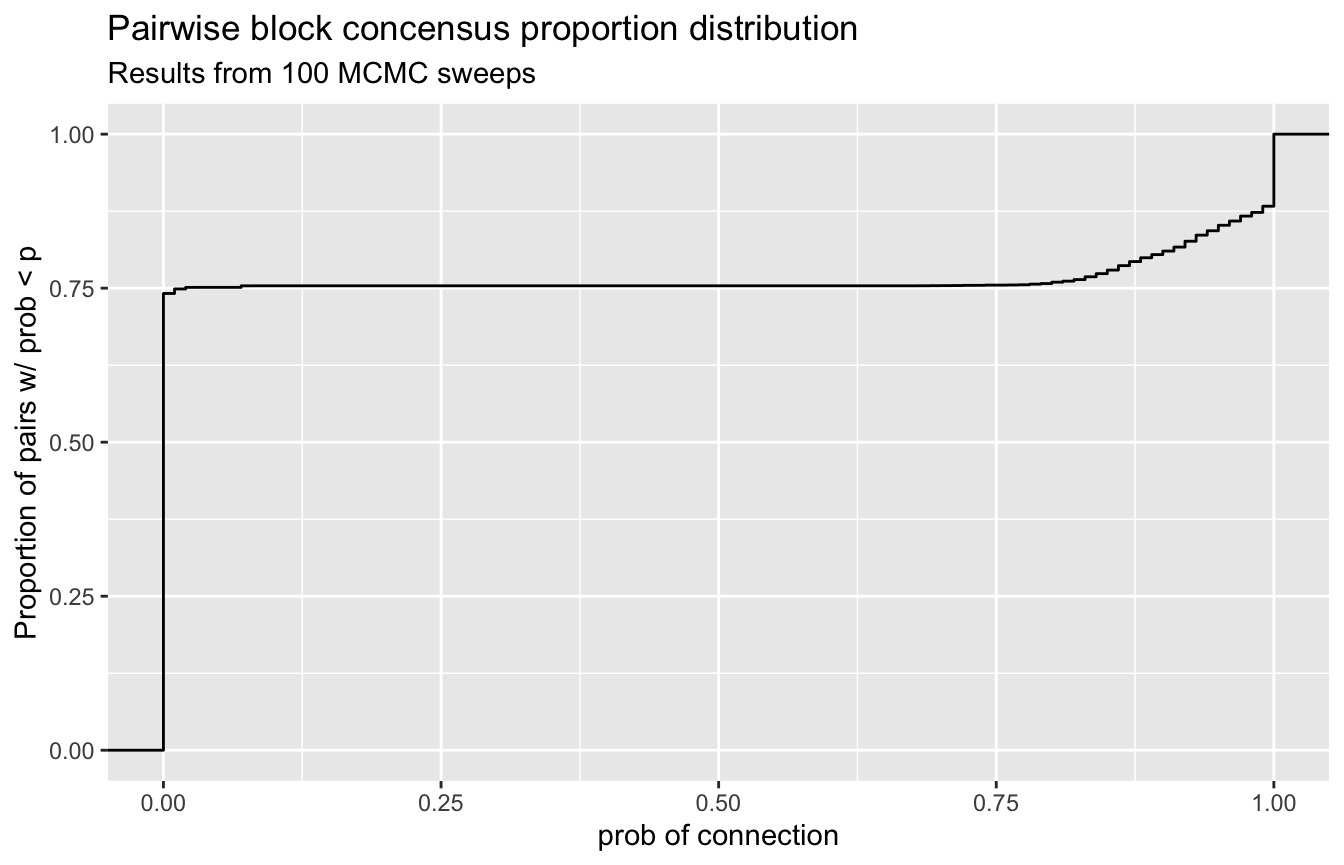 Pairwise block concensus proportion distribution
Results from 100 MCMC sweeps
Proportion of pairs w/ prob < p
1.00
0.75
0.50
0.25
0.00
0.00 0.25 0.50 0.75 1.00
prob of connection